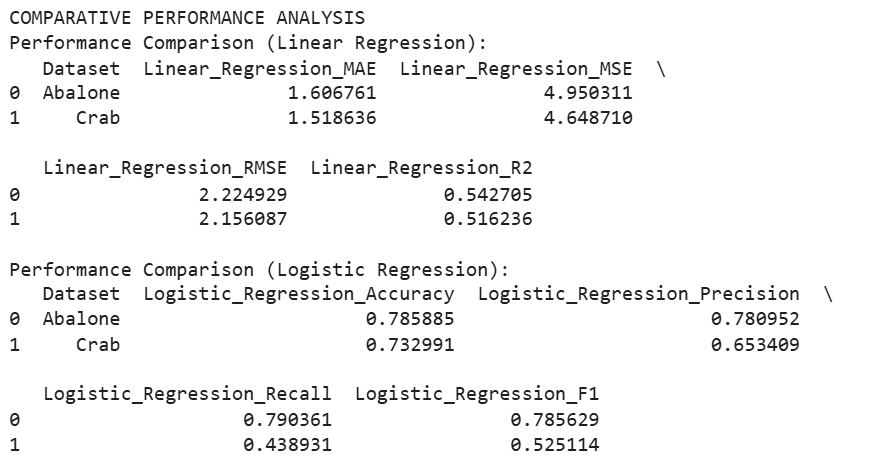 COMPARATIVE PERFORMANCE ANALYSIS
Performance Comparison (Linear Regression):
   Dataset  Linear_Regression_MAE  Linear_Regression_MSE  \
0  Abalone               1.606761               4.950311
1     Crab               1.518636               4.648710

   Linear_Regression_RMSE  Linear_Regression_R2
0                2.224929              0.542705
1                2.156087              0.516236

Performance Comparison (Logistic Regression):
   Dataset  Logistic_Regression_Accuracy  Logistic_Regression_Precision  \
0  Abalone                      0.785885                       0.780952
1     Crab                      0.732991                       0.653409

   Logistic_Regression_Recall  Logistic_Regression_F1
0                    0.790361                0.785629
1                    0.438931                0.525114